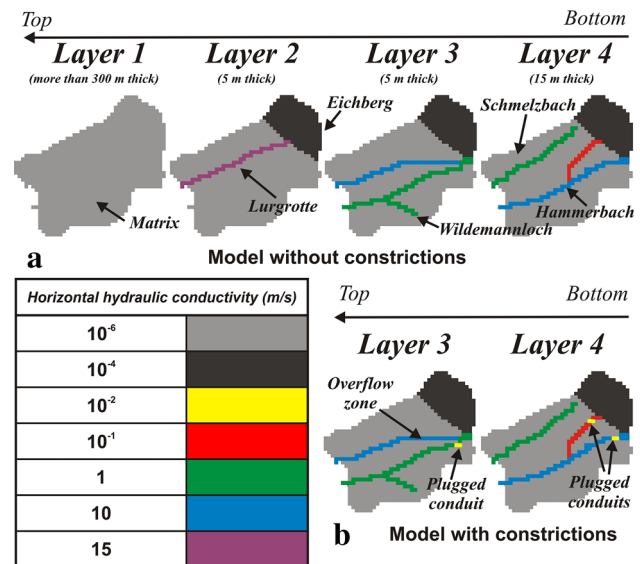 Top
Bottom
Layer 1
Layer 2
Layer 3
Layer 4
(more than 300 m thick)
(5 m thick)
(5 m thick)
(15 m thick)
Eichberg
Schmelzbach
Matrix
Lurgrotte
Wildemannloch
Hammerbach
a
Model without constrictions
Horizontal hydraulic conductivity (m/s)
10⁻⁶
10⁻⁴
10⁻²
10⁻¹
1
10
15
Top
Bottom
Layer 3
Layer 4
Overflow
zone
Plugged
conduit
Plugged
conduits
b
Model with constrictions